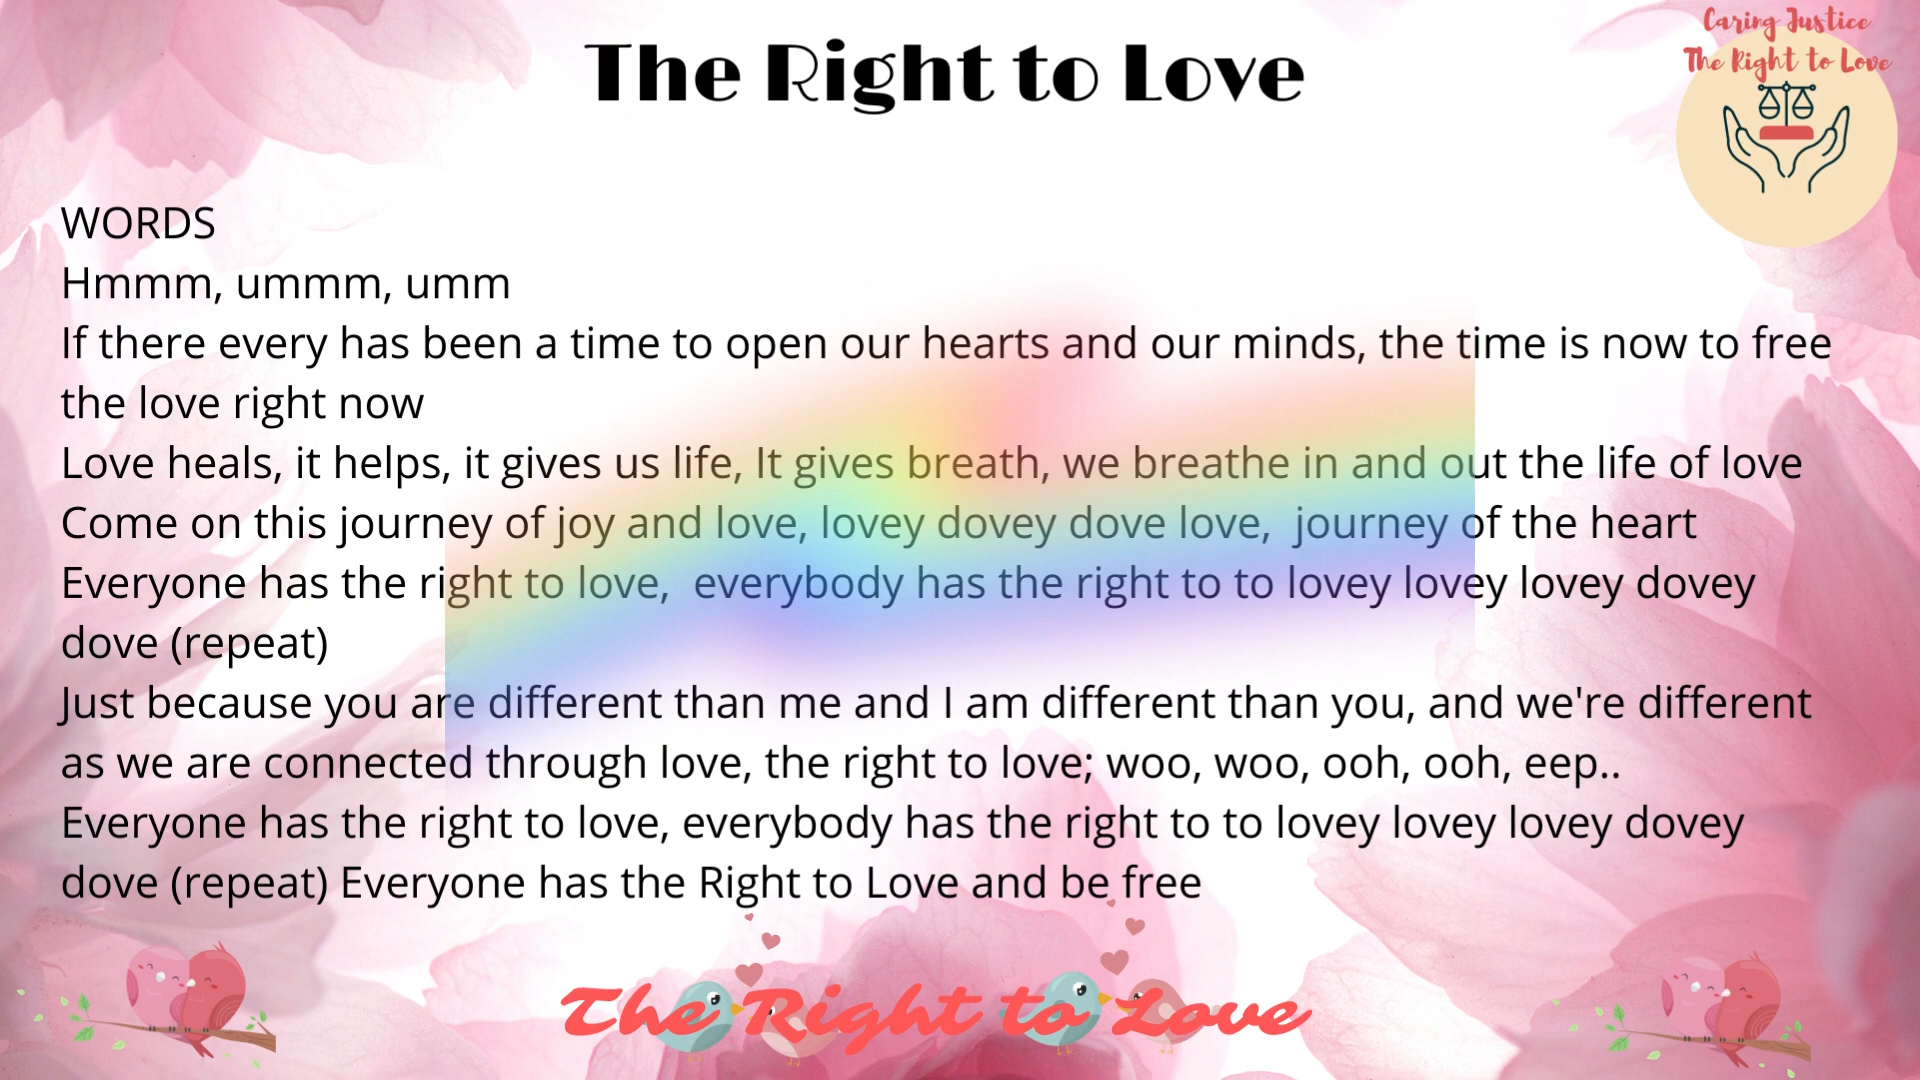 The Right to Love
Caring Justice
The Right to Love
WORDS
Hmmm, ummm, umm
If there every has been a time to open our hearts and our minds, the time is now to free
the love right now
Love heals, it helps, it gives us life, It gives breath, we breathe in and out the life of love
Come on this journey of joy and love, lovey dovey dove love,  journey of the heart
Everyone has the right to love,  everybody has the right to to lovey lovey lovey dovey
dove (repeat)
Just because you are different than me and I am different than you, and we're different
as we are connected through love, the right to love; woo, woo, ooh, ooh, eep..
Everyone has the right to love, everybody has the right to to lovey lovey lovey dovey
dove (repeat) Everyone has the Right to Love and be free
The Right to Love